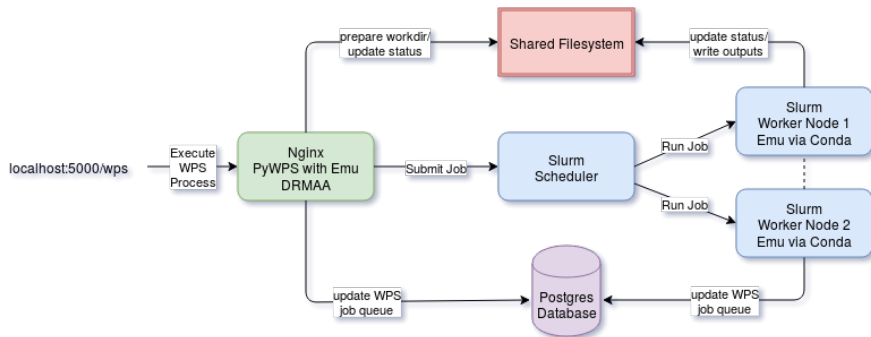 prepare workdir/
update status
Shared Filesystem
update status/
write outputs
Slurm
Worker Node 1
Emu via Conda
localhost:5000/wps
Execute
WPS
Process
Nginx
PyWPS with Emu
DRMAA
Submit Job
Slurm
Scheduler
Run Job
Run Job
Slurm
Worker Node 2
Emu via Conda
update WPS
job queue
Postgres
Database
update WPS
job queue